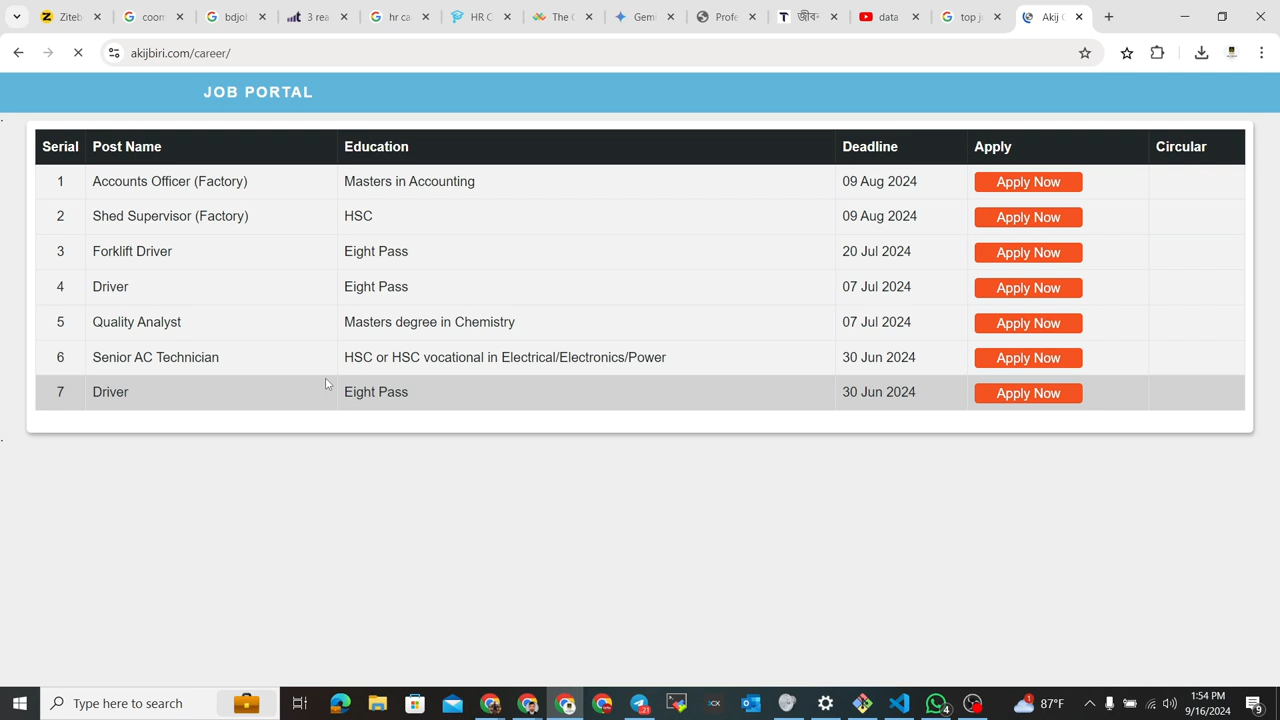 Ziteb
coom
bdjol
3 rea
hr ca
HR C
The C
Gem
Profe
জীবন
data
top j
Akij
akijbiri.com/career/
JOB PORTAL
Serial Post Name Education Deadline Apply Circular
1 Accounts Officer (Factory) Masters in Accounting 09 Aug 2024 Apply Now
2 Shed Supervisor (Factory) HSC 09 Aug 2024 Apply Now
3 Forklift Driver Eight Pass 20 Jul 2024 Apply Now
4 Driver Eight Pass 07 Jul 2024 Apply Now
5 Quality Analyst Masters degree in Chemistry 07 Jul 2024 Apply Now
6 Senior AC Technician HSC or HSC vocational in Electrical/Electronics/Power 30 Jun 2024 Apply Now
7 Driver Eight Pass 30 Jun 2024 Apply Now
Type here to search
87°F
1:54 PM
9/16/2024